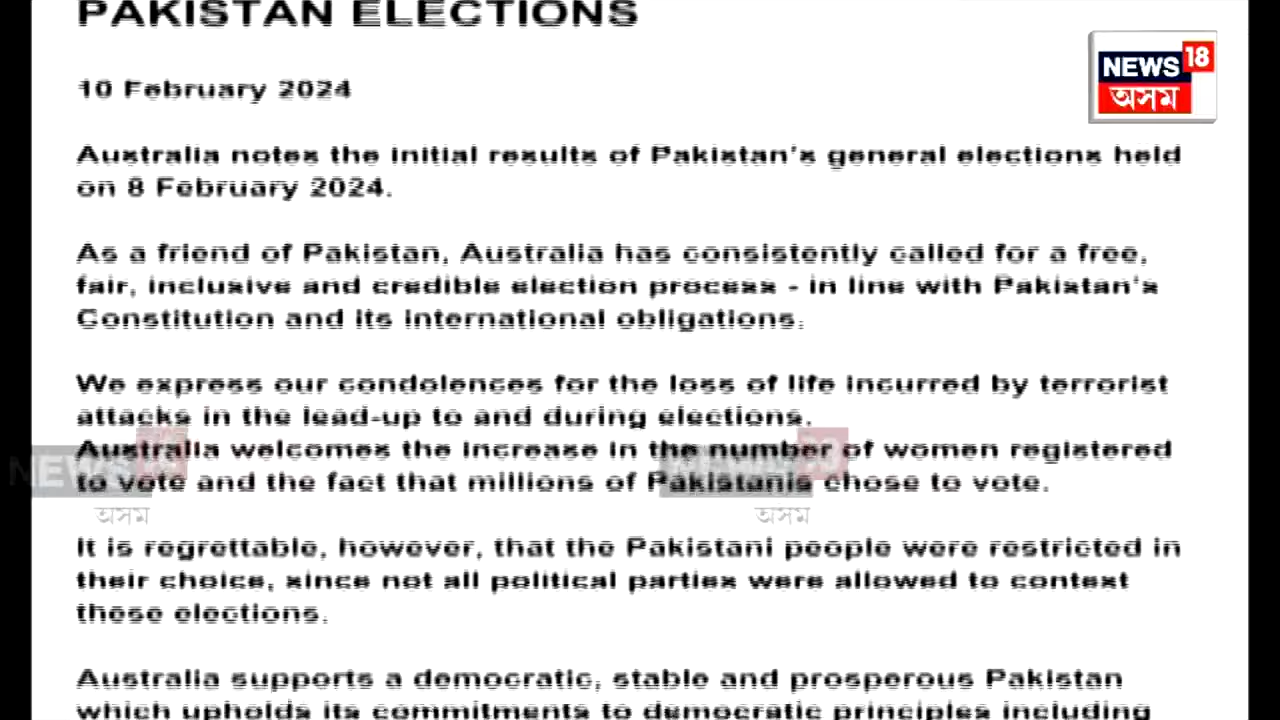 PAKISTAN ELECTIONS
NEWS 18
অসম
10 February 2024
Australia notes the initial results of Pakistan's general elections held
on 8 February 2024.
As a friend of Pakistan, Australia has consistently called for a free,
fair, inclusive and credible election process - in line with Pakistan's
Constitution and its international obligations.
We express our condolences for the loss of life incurred by terrorist
attacks in the lead-up to and during elections.
Australia welcomes the increase in the number of women registered
to vote and the fact that millions of Pakistanis chose to vote.
NEWS 18
অসম
অসম
It is regrettable, however, that the Pakistani people were restricted in
their choice, since not all political parties were allowed to contest
these elections.
Australia supports a democratic, stable and prosperous Pakistan
which upholds its commitments to democratic principles including